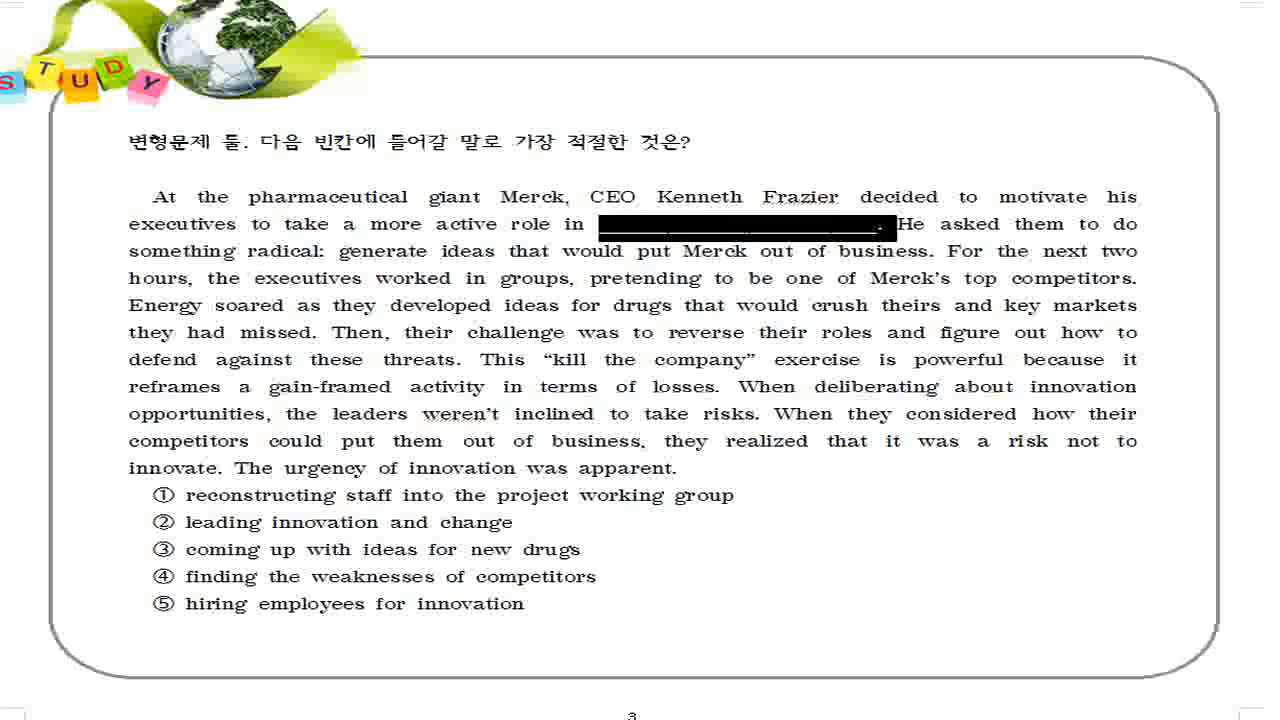 STUDY
변형문제 둘. 다음 빈칸에 들어갈 말로 가장 적절한 것은?
At the pharmaceutical giant Merck, CEO Kenneth Frazier decided to motivate his
executives to take a more active role in ____________________. He asked them to do
something radical: generate ideas that would put Merck out of business. For the next two
hours, the executives worked in groups, pretending to be one of Merck's top competitors.
Energy soared as they developed ideas for drugs that would crush theirs and key markets
they had missed. Then, their challenge was to reverse their roles and figure out how to
defend against these threats. This “kill the company” exercise is powerful because it
reframes a gain-framed activity in terms of losses. When deliberating about innovation
opportunities, the leaders weren't inclined to take risks. When they considered how their
competitors could put them out of business, they realized that it was a risk not to
innovate. The urgency of innovation was apparent.
① reconstructing staff into the project working group
② leading innovation and change
③ coming up with ideas for new drugs
④ finding the weaknesses of competitors
⑤ hiring employees for innovation
3